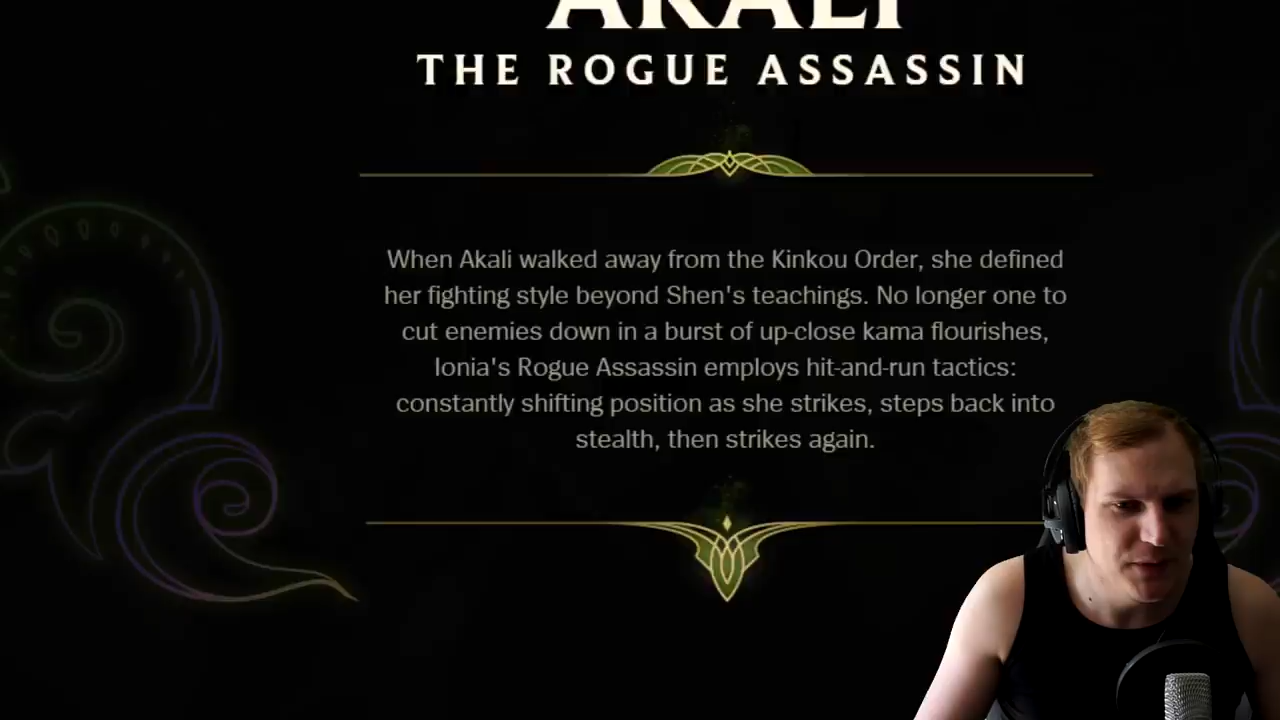 AKALI
THE ROGUE ASSASSIN
When Akali walked away from the Kinkou Order, she defined
her fighting style beyond Shen's teachings. No longer one to
cut enemies down in a burst of up-close kama flourishes,
Ionia's Rogue Assassin employs hit-and-run tactics:
constantly shifting position as she strikes, steps back into
stealth, then strikes again.